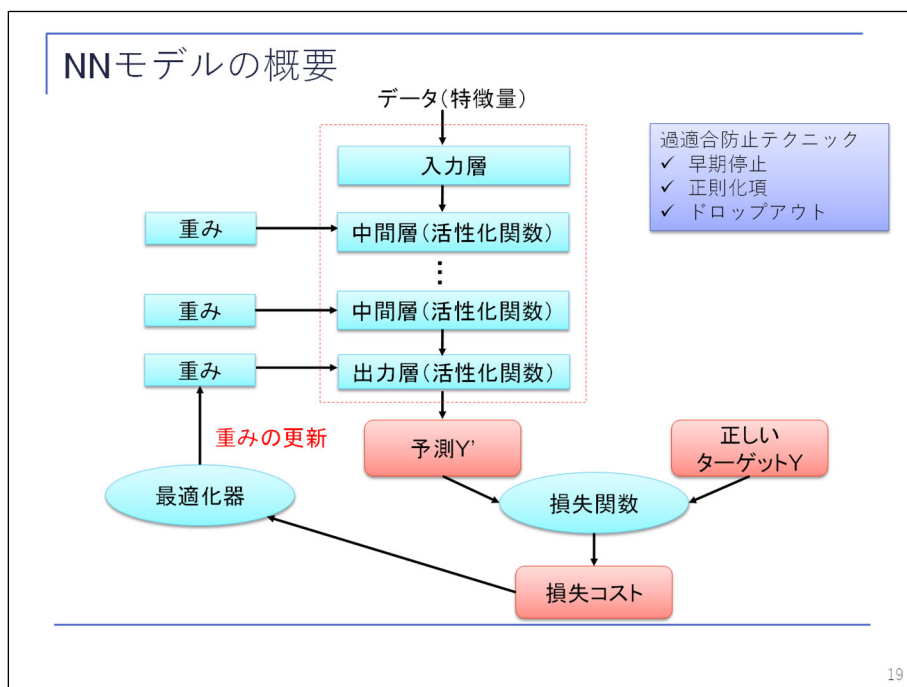 NNモデルの概要
データ(特徴量)
過適合防止テクニック
✓ 早期停止
✓ 正則化項
✓ ドロップアウト
入力層
重み
中間層(活性化関数)
⋮
重み
中間層(活性化関数)
重み
出力層(活性化関数)
重みの更新
予測Y'
正しい
ターゲットY
最適化器
損失関数
損失コスト
19